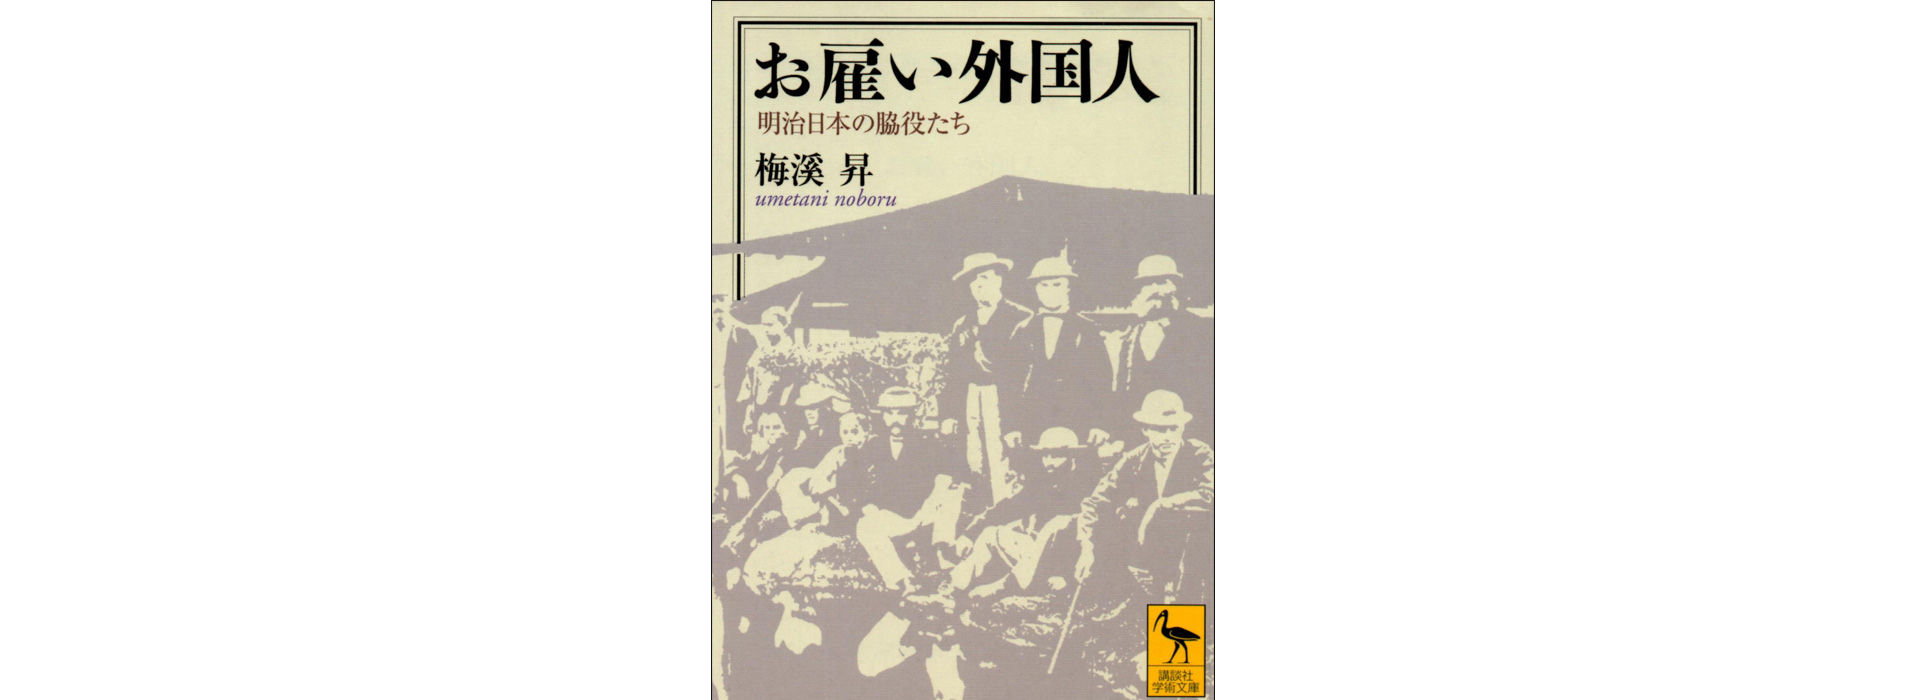 お雇い外国人
明治日本の脇役たち
梅溪 昇
umetani noboru
講談社
学術文庫